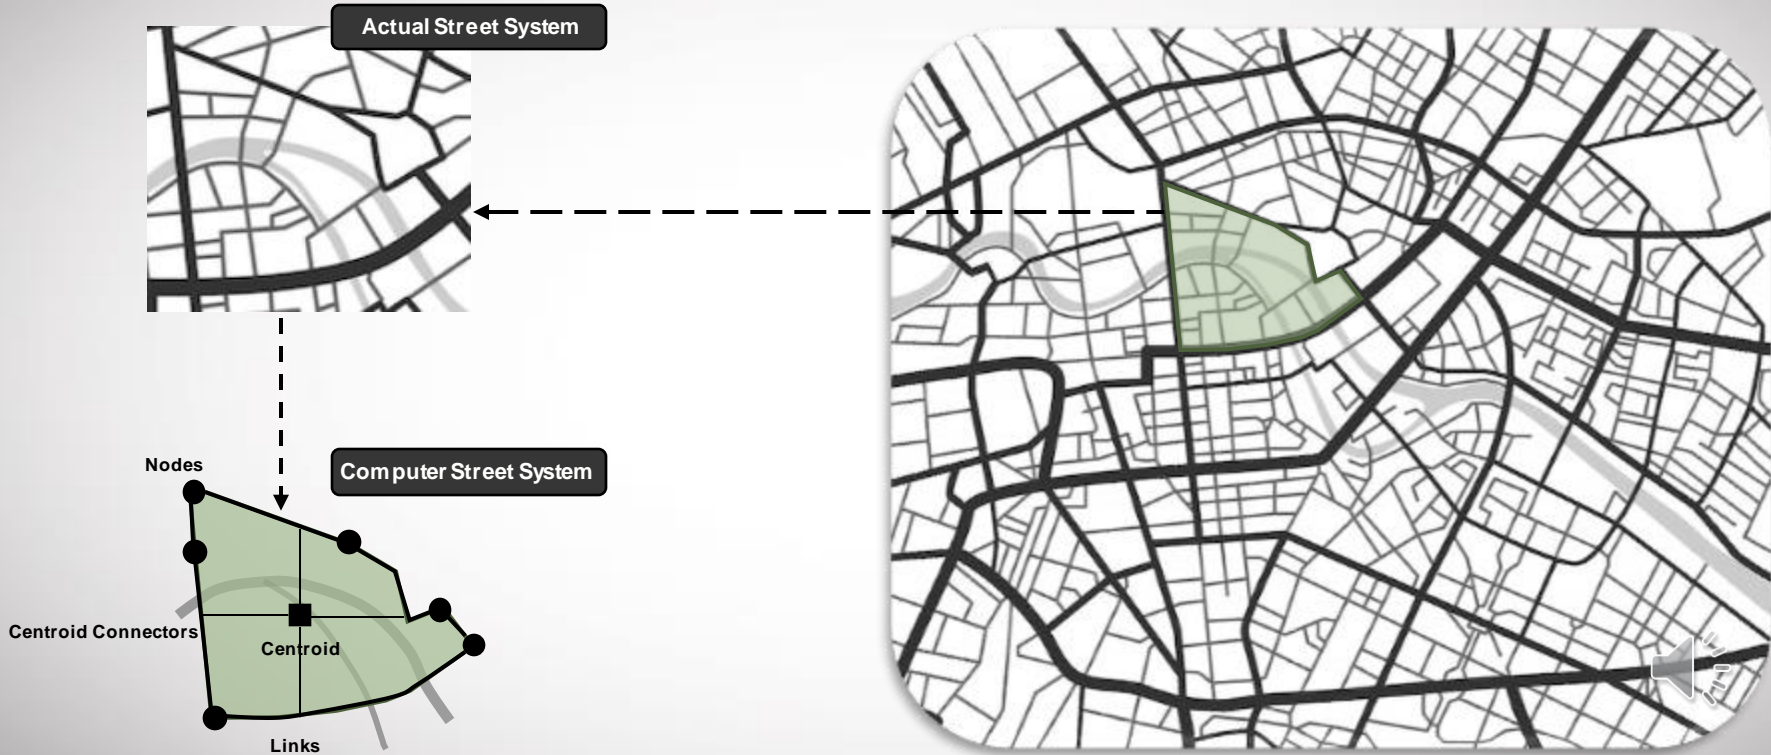 Actual Street System
Computer Street System
Nodes
Centroid Connectors
Centroid
Links